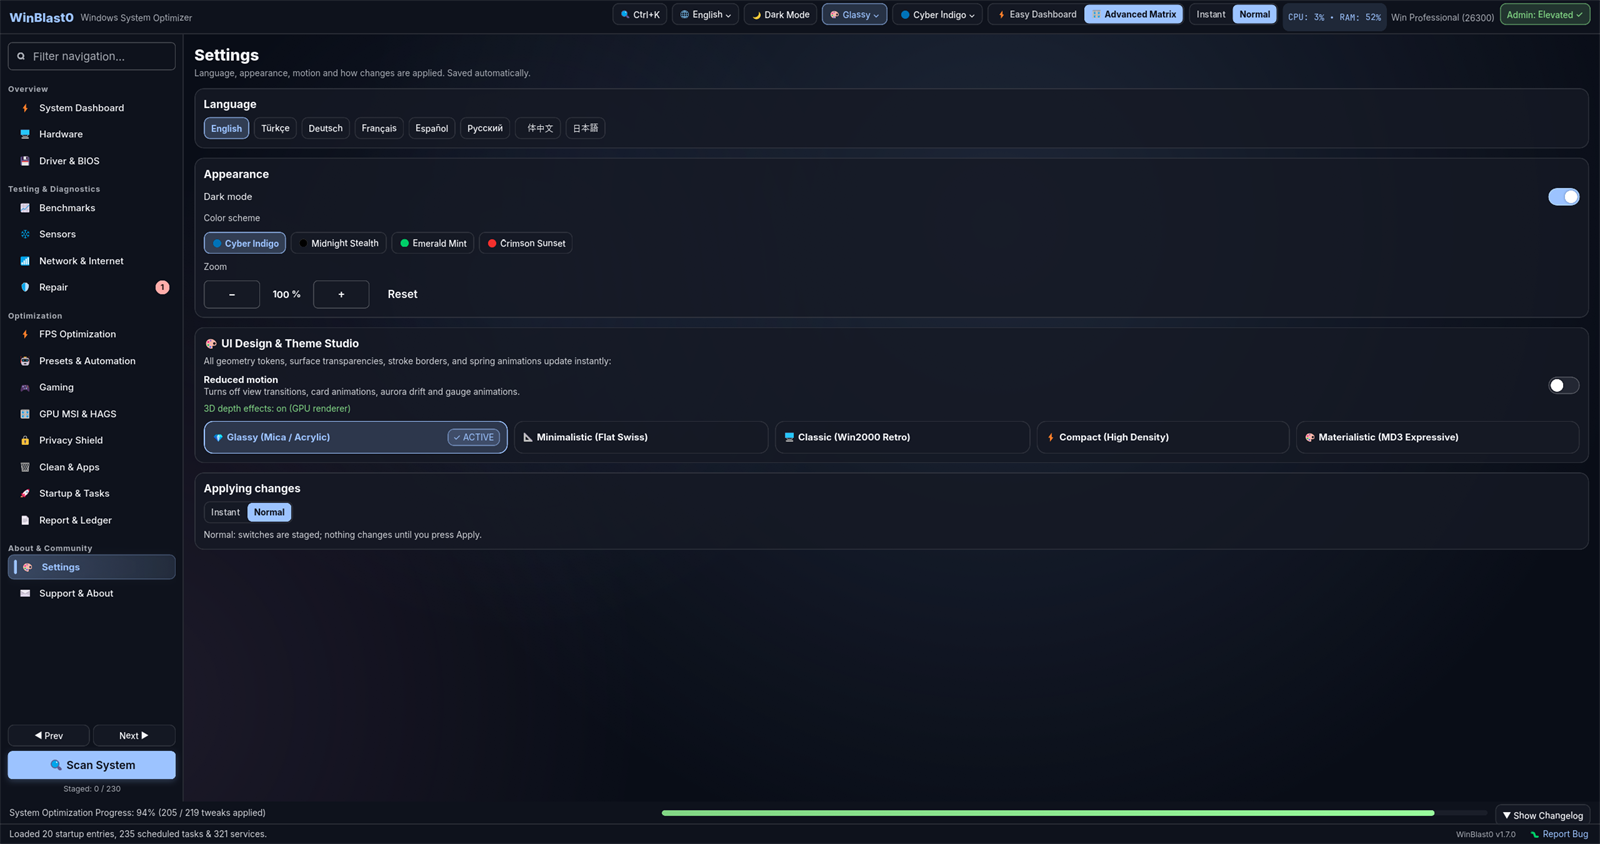 WinBlast0 Windows System Optimizer
Ctrl+K
English
Dark Mode
Glassy
Cyber Indigo
Easy Dashboard
Advanced Matrix
Instant
Normal
CPU: 3% • RAM: 52%
Win Professional (26300)
Admin: Elevated ✓
Filter navigation...
Overview
System Dashboard
Hardware
Driver & BIOS
Testing & Diagnostics
Benchmarks
Sensors
Network & Internet
Repair 1
Optimization
FPS Optimization
Presets & Automation
Gaming
GPU MSI & HAGS
Privacy Shield
Clean & Apps
Startup & Tasks
Report & Ledger
About & Community
Settings
Support & About
◀ Prev
Next ▶
Scan System
Staged: 0 / 230
Settings
Language, appearance, motion and how changes are applied. Saved automatically.
Language
English
Türkçe
Deutsch
Français
Español
Русский
体中文
日本語
Appearance
Dark mode
Color scheme
Cyber Indigo
Midnight Stealth
Emerald Mint
Crimson Sunset
Zoom
– 100 % + Reset
UI Design & Theme Studio
All geometry tokens, surface transparencies, stroke borders, and spring animations update instantly:
Reduced motion
Turns off view transitions, card animations, aurora drift and gauge animations.
3D depth effects: on (GPU renderer)
Glassy (Mica / Acrylic) ✓ ACTIVE
Minimalistic (Flat Swiss)
Classic (Win2000 Retro)
Compact (High Density)
Materialistic (MD3 Expressive)
Applying changes
Instant
Normal
Normal: switches are staged; nothing changes until you press Apply.
System Optimization Progress: 94% (205 / 219 tweaks applied)
▼ Show Changelog
Loaded 20 startup entries, 235 scheduled tasks & 321 services.
WinBlast0 v1.7.0
Report Bug